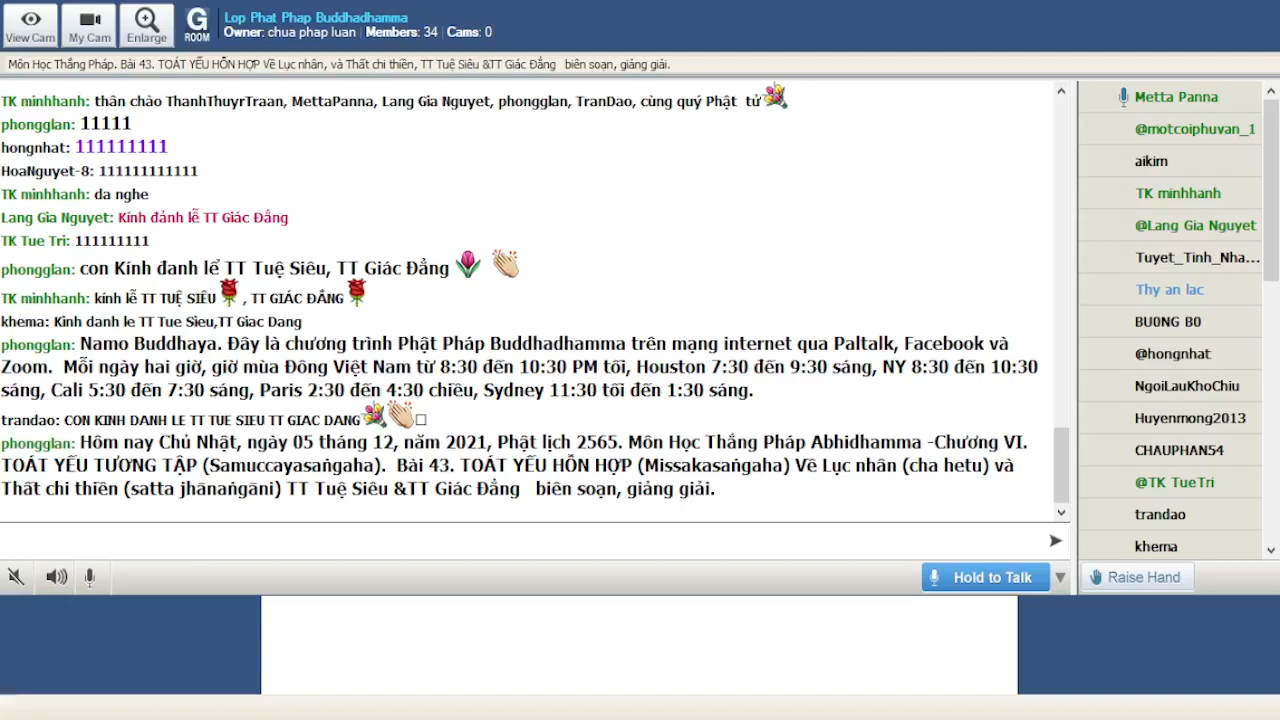 View Cam
My Cam
Enlarge
G
ROOM
Lop Phat Phap Buddhadhamma
Owner: chua phap luan | Members: 34 | Cams: 0
Môn Học Thắng Pháp. Bài 43. TOÁT YẾU HỖN HỢP Về Lục nhân, và Thất chi thiền, TT Tuệ Siêu &TT Giác Đẳng biên soạn, giảng giải.
TK minhhanh: thân chào ThanhThuyrTraan, MettaPanna, Lang Gia Nguyet, phongglan, TranDao, cùng quý Phật tử
phongglan: 11111
hongnhat: 111111111
HoaNguyet-8: 111111111111
TK minhhanh: da nghe
Lang Gia Nguyet: Kính đảnh lễ TT Giác Đẳng
TK Tue Tri: 111111111
phongglan: con Kính đanh lể TT Tuệ Siêu, TT Giác Đẳng
TK minhhanh: kính lễ TT TUỆ SIÊU , TT GIÁC ĐẲNG
khema: Kinh danh le TT Tue Sieu,TT Giac Dang
phongglan: Namo Buddhaya. Đây là chương trình Phật Pháp Buddhadhamma trên mạng internet qua Paltalk, Facebook và
Zoom. Mỗi ngày hai giờ, giờ mùa Đông Việt Nam từ 8:30 đến 10:30 PM tối, Houston 7:30 đến 9:30 sáng, NY 8:30 đến 10:30
sáng, Cali 5:30 đến 7:30 sáng, Paris 2:30 đến 4:30 chiều, Sydney 11:30 tối đến 1:30 sáng.
trandao: CON KINH DANH LE TT TUE SIEU TT GIAC DANG
phongglan: Hôm nay Chủ Nhật, ngày 05 tháng 12, năm 2021, Phật lịch 2565. Môn Học Thắng Pháp Abhidhamma -Chương VI.
TOÁT YẾU TƯƠNG TẬP (Samuccayasaṅgaha). Bài 43. TOÁT YẾU HỖN HỢP (Missakasaṅgaha) Về Lục nhân (cha hetu) và
Thất chi thiền (satta jhānaṅgāni) TT Tuệ Siêu &TT Giác Đẳng biên soạn, giảng giải.
Metta Panna
@motcoiphuvan_1
aikim
TK minhhanh
@Lang Gia Nguyet
Tuyet_Tinh_Nha...
Thy an lac
BU0NG B0
@hongnhat
NgoiLauKhoChiu
Huyenmong2013
CHAUPHAN54
@TK TueTri
trandao
khema
Hold to Talk
Raise Hand